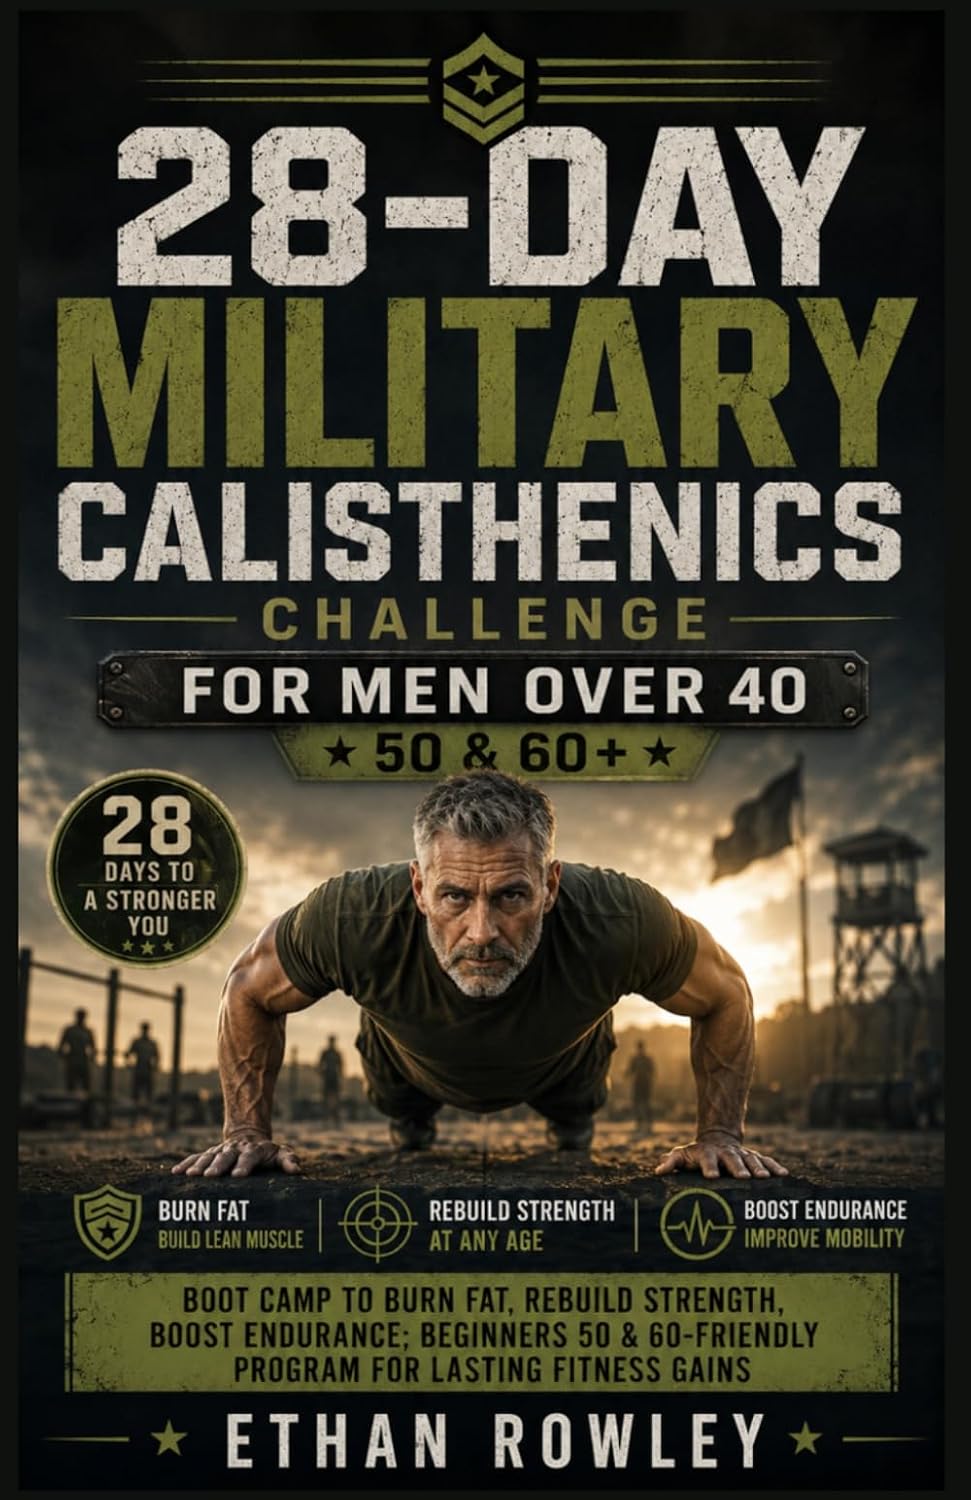 28-DAY
MILITARY
CALISTHENICS
CHALLENGE
FOR MEN OVER 40
★ 50 & 60+ ★
28
DAYS TO
A STRONGER
YOU
BURN FAT
BUILD LEAN MUSCLE
REBUILD STRENGTH
AT ANY AGE
BOOST ENDURANCE
IMPROVE MOBILITY
BOOT CAMP TO BURN FAT, REBUILD STRENGTH,
BOOST ENDURANCE; BEGINNERS 50 & 60-FRIENDLY
PROGRAM FOR LASTING FITNESS GAINS
ETHAN ROWLEY